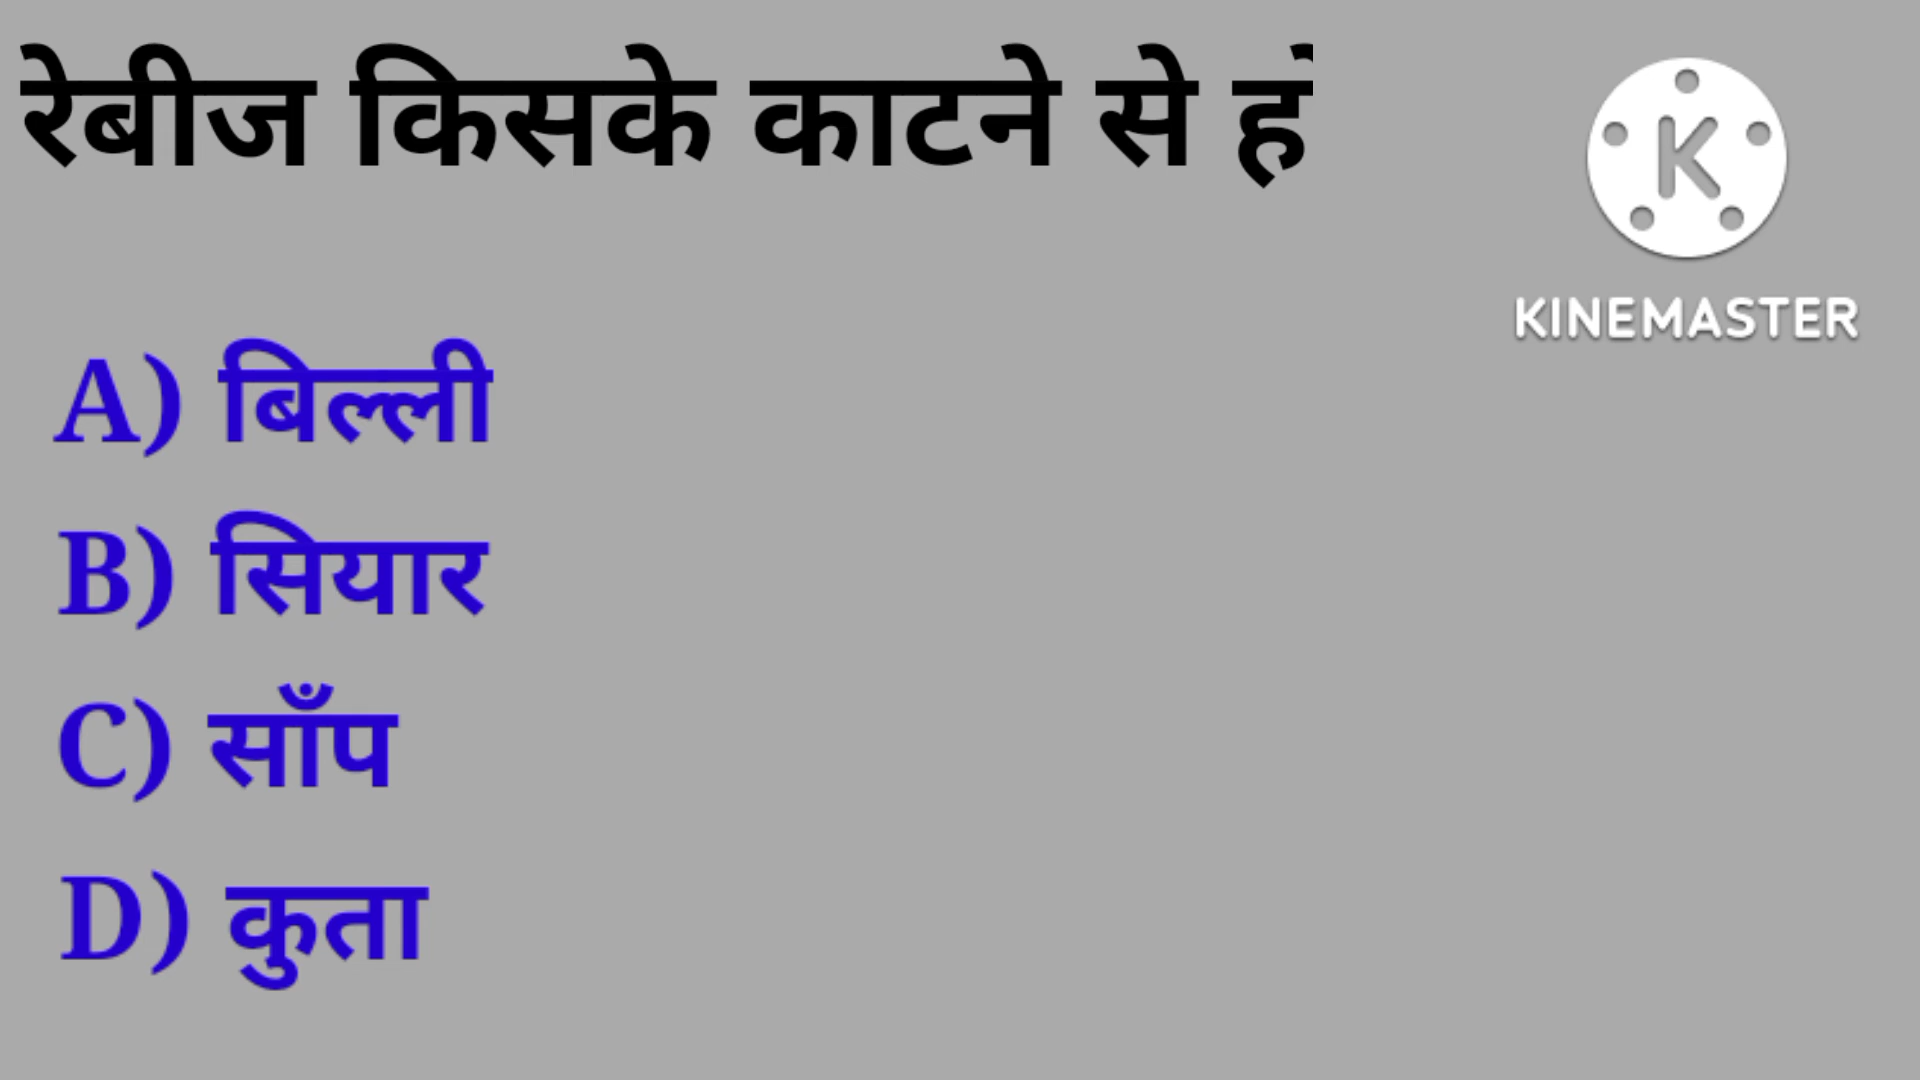 रेबीज किसके काटने से
KINEMASTER
A) बिल्ली
B) सियार
C) साँप
D) कुता